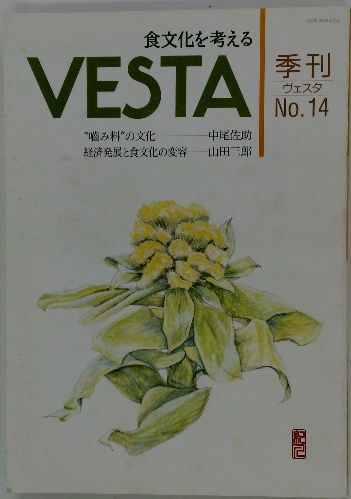 食文化を考える
VESTA
季刊
ヴェスタ
No.14
"噛み料"の文化――中尾佐助
経済発展と食文化の変容――山田三郎